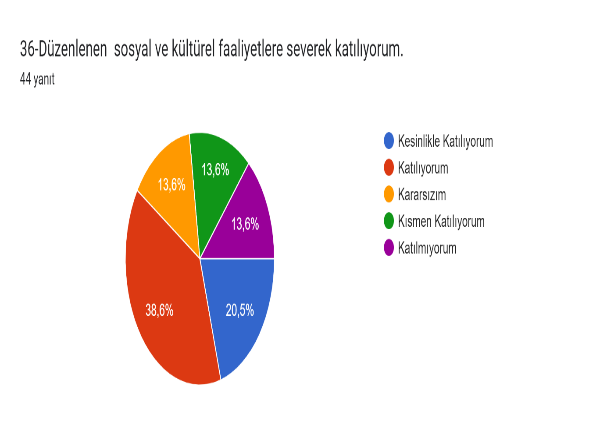 36-Düzenlenen  sosyal ve kültürel faaliyetlere severek katılıyorum.
44 yanıt
Kesinlikle Katılıyorum
Katılıyorum
Kararsızım
Kısmen Katılıyorum
Katılmıyorum
13,6%
13,6%
13,6%
38,6%
20,5%